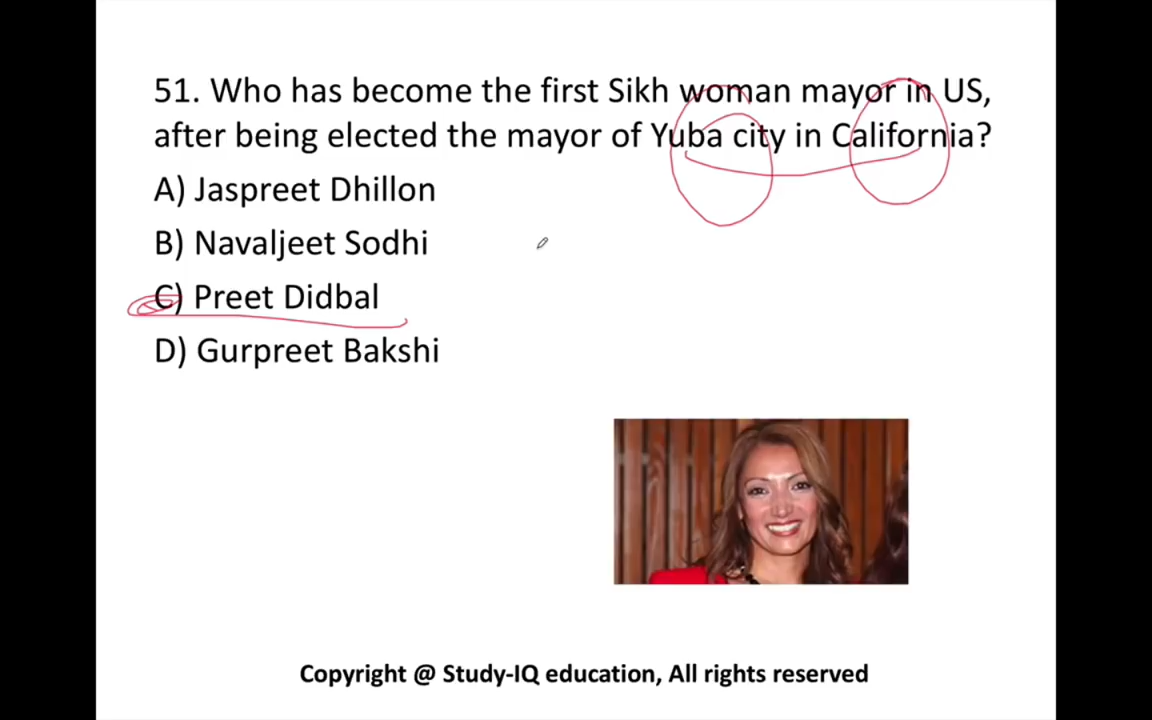 51. Who has become the first Sikh woman mayor in US,
after being elected the mayor of Yuba city in California?
A) Jaspreet Dhillon
B) Navaljeet Sodhi
C) Preet Didbal
D) Gurpreet Bakshi
Copyright @ Study-IQ education, All rights reserved